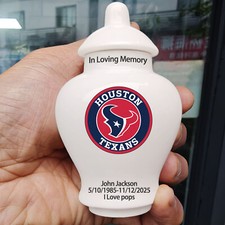 In Loving Memory
HOUSTON
TEXANS
John Jackson
5/10/1985-11/12/2025
I Love pops